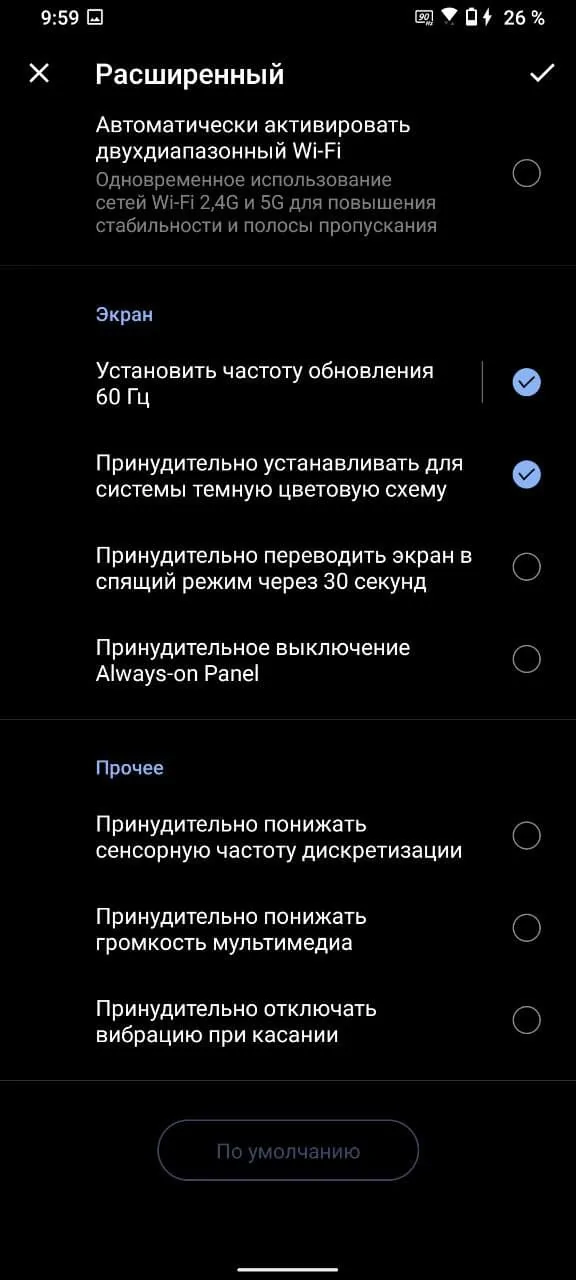 9:59 90 Hz 26 %
Расширенный
Автоматически активировать
двухдиапазонный Wi-Fi
Одновременное использование
сетей Wi-Fi 2,4G и 5G для повышения
стабильности и полосы пропускания
Экран
Установить частоту обновления
60 Гц
Принудительно устанавливать для
системы темную цветовую схему
Принудительно переводить экран в
спящий режим через 30 секунд
Принудительное выключение
Always-on Panel
Прочее
Принудительно понижать
сенсорную частоту дискретизации
Принудительно понижать
громкость мультимедиа
Принудительно отключать
вибрацию при касании
По умолчанию